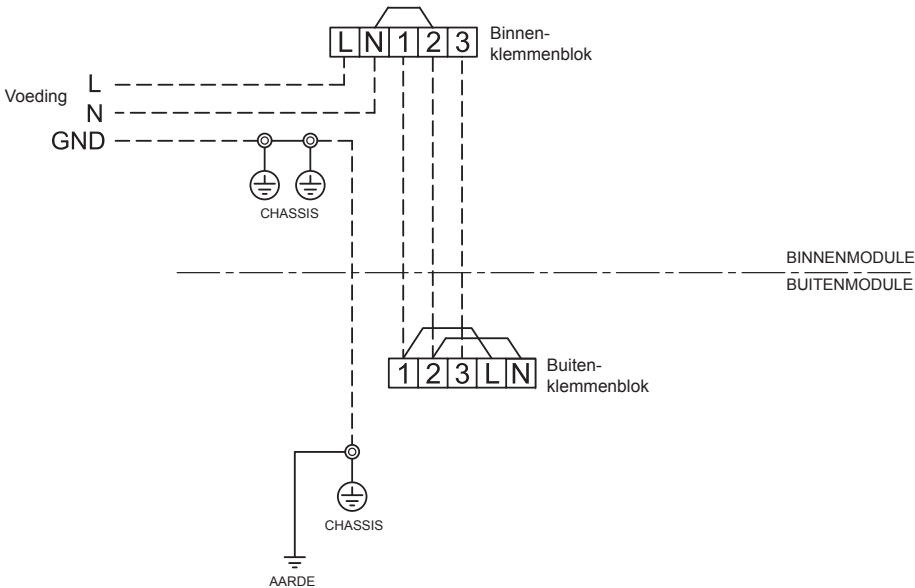 L N 1 2 3
Binnen-
klemmenblok
Voeding
L
N
GND
CHASSIS
BINNENMODULE
BUITENMODULE
1 2 3 L N
Buiten-
klemmenblok
CHASSIS
AARDE